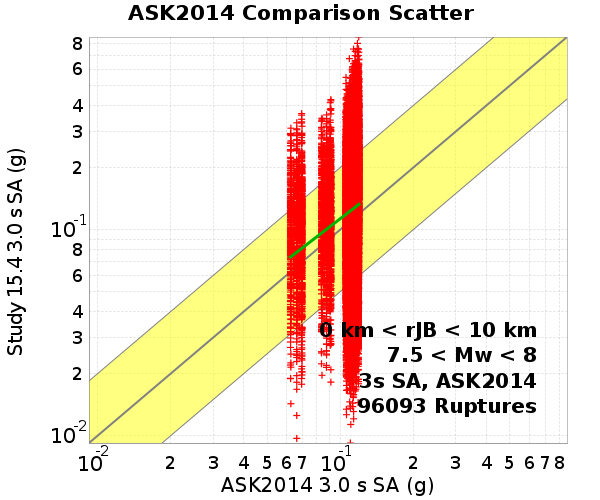 ASK2014 Comparison Scatter
8
6
4
3
2
10-1
8
6
4
3
2
10-2
Study 15.4 3.0 s SA (g)
0 km < rJB < 10 km
7.5 < Mw < 8
3s SA, ASK2014
96093 Ruptures
10-2 2 3 4 5 6 7 10-1 2 3 4 5 6 7 8
ASK2014 3.0 s SA (g)